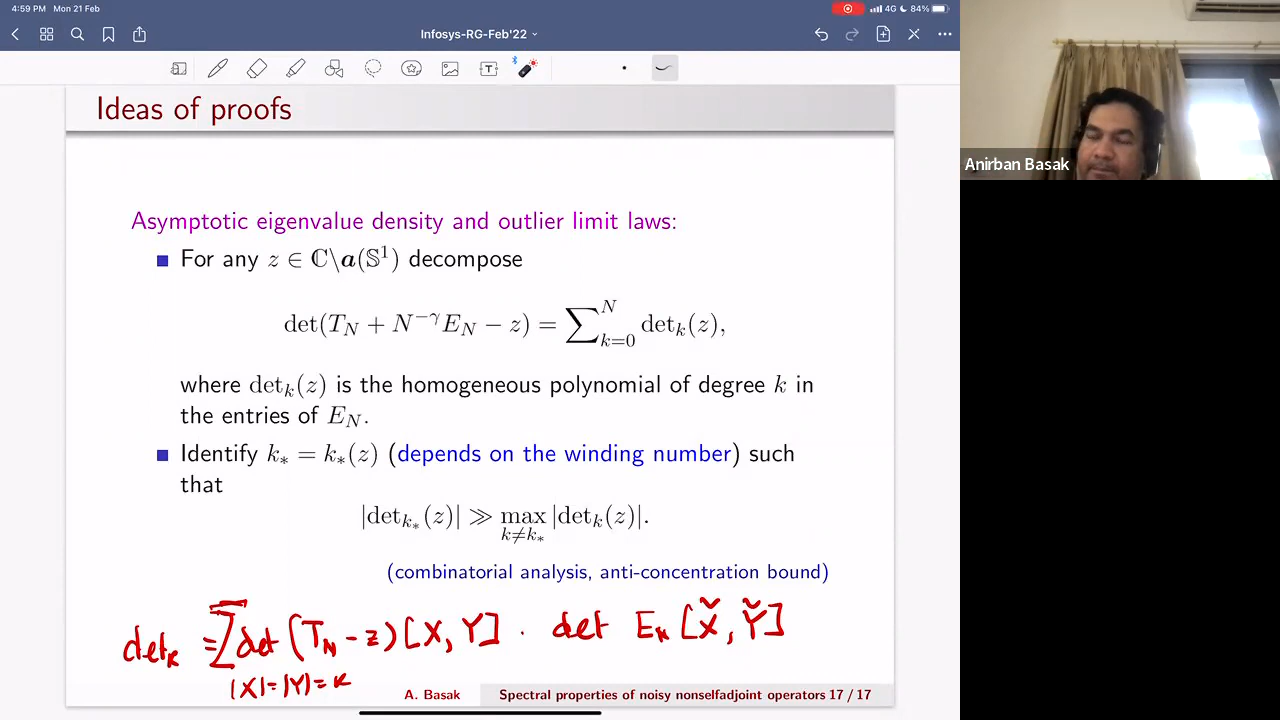 4:59 PM Mon 21 Feb
4G 84%
Infosys-RG-Feb'22
Ideas of proofs
Anirban Basak
Asymptotic eigenvalue density and outlier limit laws:
For any z ∈ ℂ\a(𝕊¹) decompose
det(T_N + N^{−γ}E_N − z) = ∑_{k=0}^{N} det_k(z),
where det_k(z) is the homogeneous polynomial of degree k in
the entries of E_N.
Identify k_* = k_*(z) (depends on the winding number) such
that
|det_{k_*}(z)| ≫ max_{k≠k_*} |det_k(z)|.
(combinatorial analysis, anti-concentration bound)
det_k = ∑_{|X|=|Y|=k} det (T_N − z)[X, Y] · det E_N [X̌, Y̌]
A. Basak Spectral properties of noisy nonselfadjoint operators 17 / 17